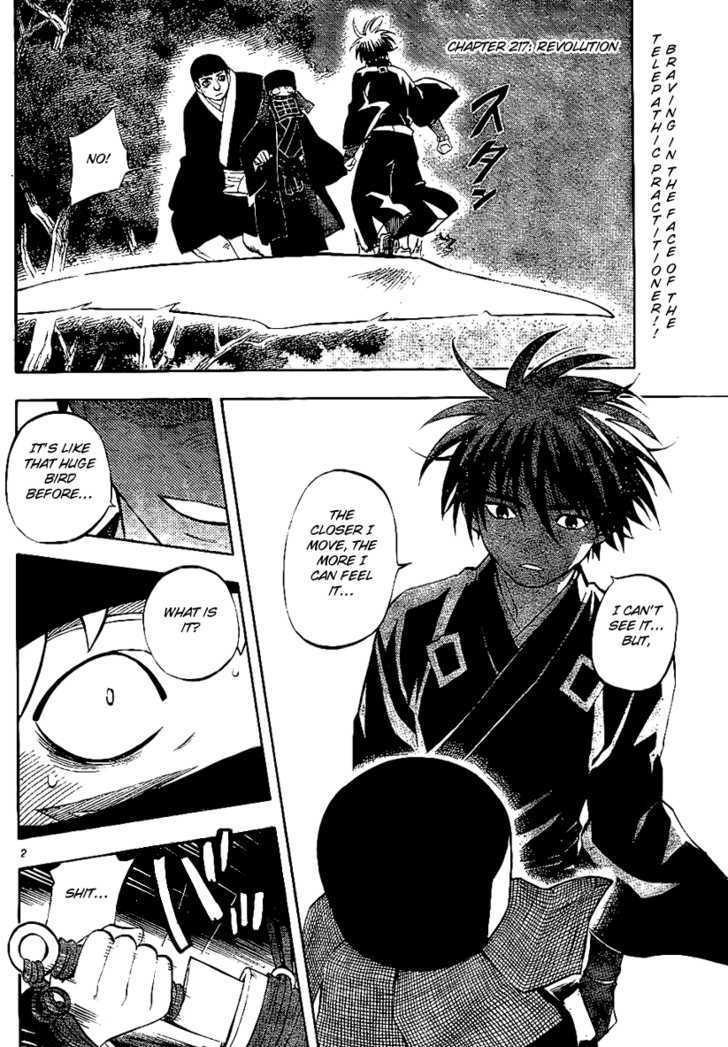 CHAPTER 217: REVOLUTION
BRAVING IN THE FACE OF THE
TELEPATHIC PRACTITIONER!!
スタン
NO!
I CAN'T
SEE IT...
BUT,
THE
CLOSER I
MOVE, THE
MORE I
CAN FEEL
IT...
IT'S LIKE
THAT HUGE
BIRD
BEFORE...
WHAT IS
IT?
SHIT...
2